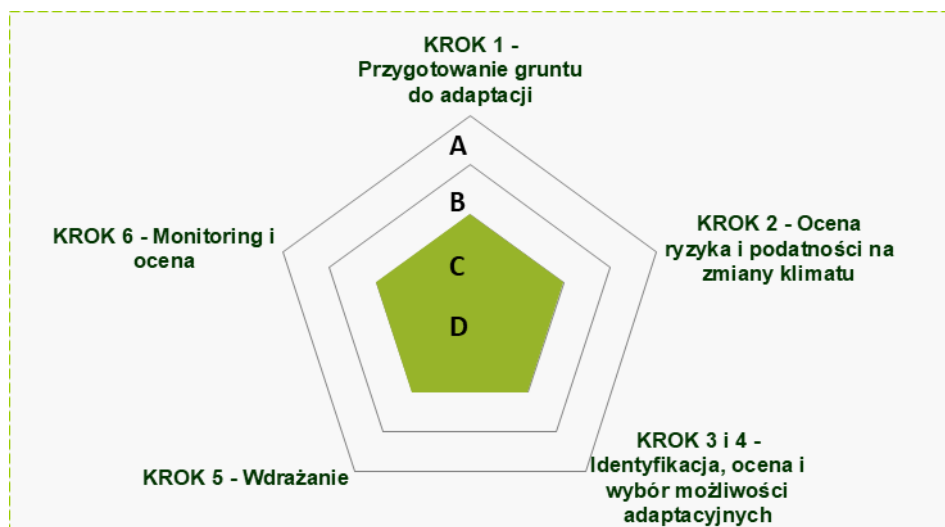 KROK 1 -
Przygotowanie gruntu
do adaptacji
A
B
KROK 2 - Ocena
ryzyka i podatności na
zmiany klimatu
KROK 6 - Monitoring i
ocena
C
D
KROK 3 i 4 -
Identyfikacja, ocena i
wybór możliwości
adaptacyjnych
KROK 5 - Wdrażanie